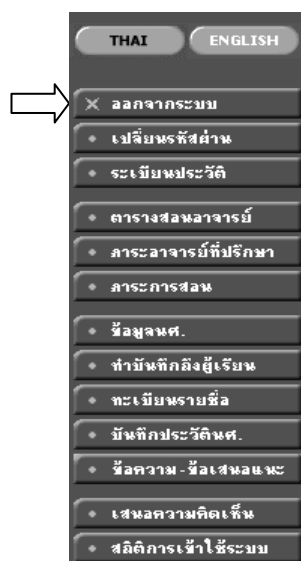 THAI ENGLISH
ออกจากระบบ
เปลี่ยนรหัสผ่าน
ระเบียนประวัติ
ตารางสอนอาจารย์
ภาระอาจารย์ที่ปรึกษา
ภาระการสอน
ข้อมูลนศ.
ทำบันทึกถึงผู้เรียน
ทะเบียนรายชื่อ
บันทึกประวัตินศ.
ข้อความ-ข้อเสนอแนะ
เสนอความคิดเห็น
สถิติการเข้าใช้ระบบ